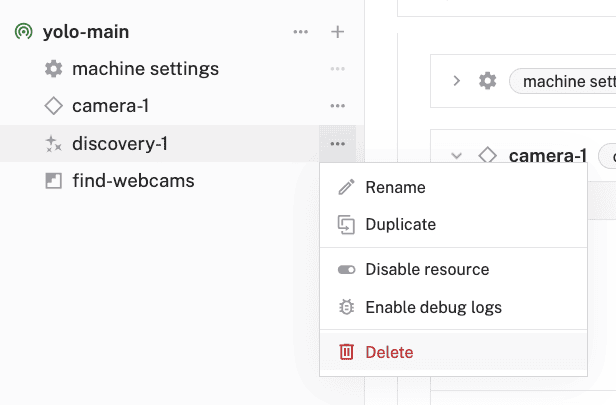 yolo-main
machine settings
camera-1
discovery-1
find-webcams
machine sett
camera-1
Rename
Duplicate
Disable resource
Enable debug logs
Delete